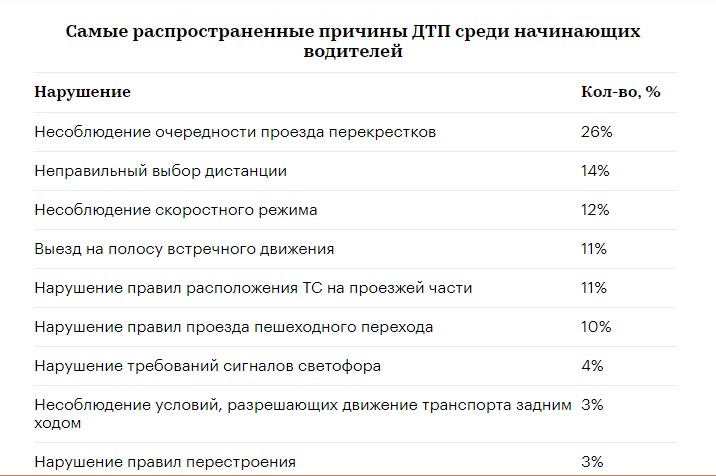 Самые распространенные причины ДТП среди начинающих
водителей
Нарушение Кол-во, %
Несоблюдение очередности проезда перекрестков 26%
Неправильный выбор дистанции 14%
Несоблюдение скоростного режима 12%
Выезд на полосу встречного движения 11%
Нарушение правил расположения ТС на проезжей части 11%
Нарушение правил проезда пешеходного перехода 10%
Нарушение требований сигналов светофора 4%
Несоблюдение условий, разрешающих движение транспорта задним 3%
ходом
Нарушение правил перестроения 3%